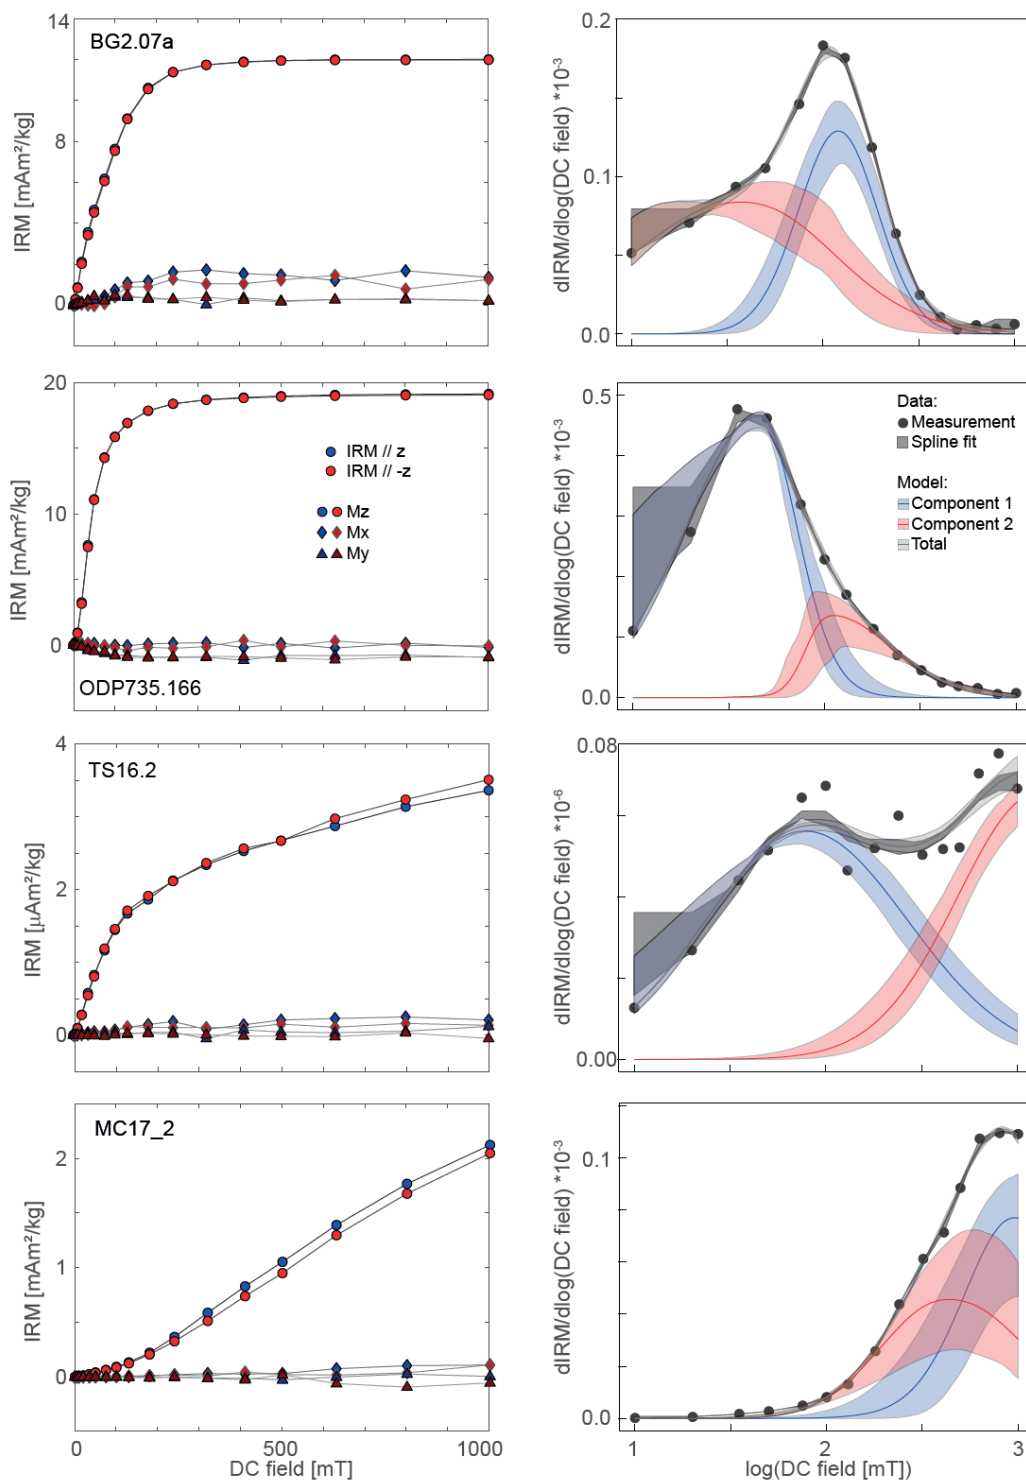 BG2.07a
14
8
0
IRM [mAm²/kg]
0.2
0.1
0.0
dIRM/dlog(DC field) *10⁻³
20
10
0
IRM [mAm²/kg]
IRM // z
IRM // -z
Mz
Mx
My
ODP735.166
0.5
0.0
dIRM/dlog(DC field) *10⁻³
Data:
Measurement
Spline fit
Model:
Component 1
Component 2
Total
TS16.2
4
2
0
IRM [µAm²/kg]
0.08
0.00
dIRM/dlog(DC field) *10⁻⁶
MC17_2
2
1
0
IRM [mAm²/kg]
0 500 1000
DC field [mT]
0.1
0.0
dIRM/dlog(DC field) *10⁻³
1 2 3
log(DC field [mT])